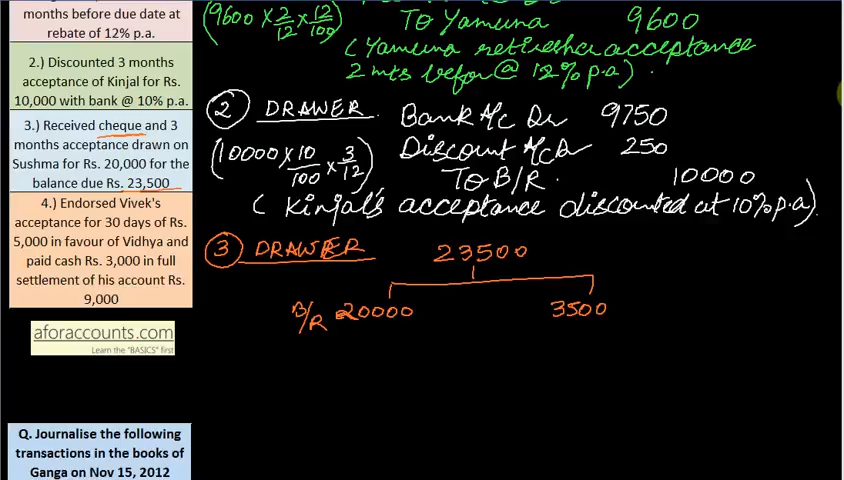 months before due date at
rebate of 12% p.a.
2.) Discounted 3 months
acceptance of Kinjal for Rs.
10,000 with bank @ 10% p.a.
3.) Received cheque and 3
months acceptance drawn on
Sushma for Rs. 20,000 for the
balance due Rs. 23,500
4.) Endorsed Vivek's
acceptance for 30 days of Rs.
5,000 in favour of Vidhya and
paid cash Rs. 3,000 in full
settlement of his account Rs.
9,000
aforaccounts.com
Learn the "BASICS" first
Q. Journalise the following
transactions in the books of
Ganga on Nov 15, 2012
(9600 × 2/12 × 12/100) To Yamuna 9600
(Yamuna acceptance
2 mts befor @ 12% p.a).
2 DRAWER Bank A/c Dr 9750
(10000 × 10/100 × 3/12) Discount A/c Dr 250
To B/R. 10000
( Kinjal's acceptance discounted at 10% p.a).
3 DRAWER 23500
B/R 20000 3500